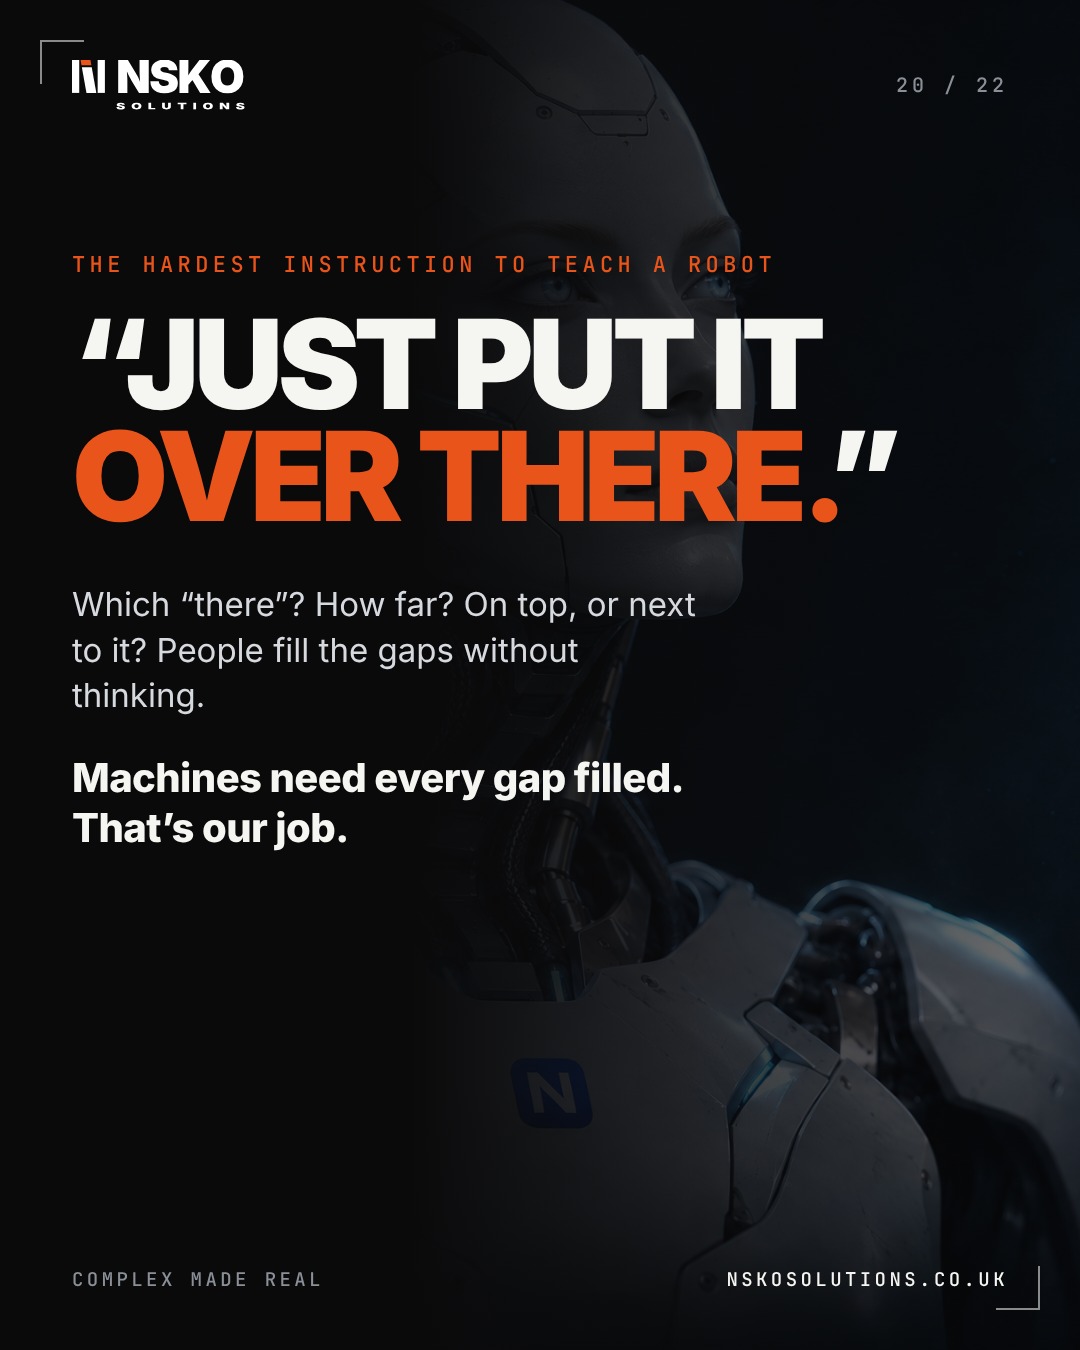 NSKO
SOLUTIONS
20 / 22
THE HARDEST INSTRUCTION TO TEACH A ROBOT
“JUST PUT IT
OVER THERE.”
Which “there”? How far? On top, or next
to it? People fill the gaps without
thinking.
Machines need every gap filled.
That’s our job.
N
COMPLEX MADE REAL
NSKOSOLUTIONS.CO.UK